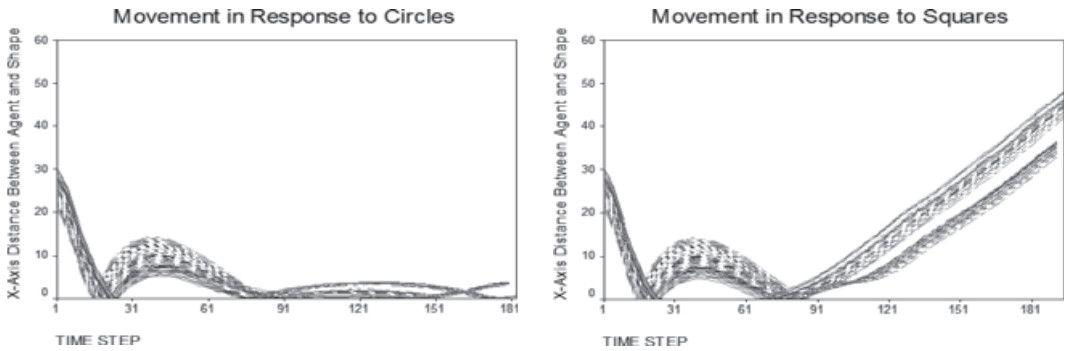 Movement in Response to Circles
X-Axis Distance Between Agent and Shape
60
50
40
30
20
10
0
1 31 61 91 121 151 181
TIME STEP
Movement in Response to Squares
X-Axis Distance Between Agent and Shape
60
50
40
30
20
10
0
1 31 61 91 121 151 181
TIME STEP